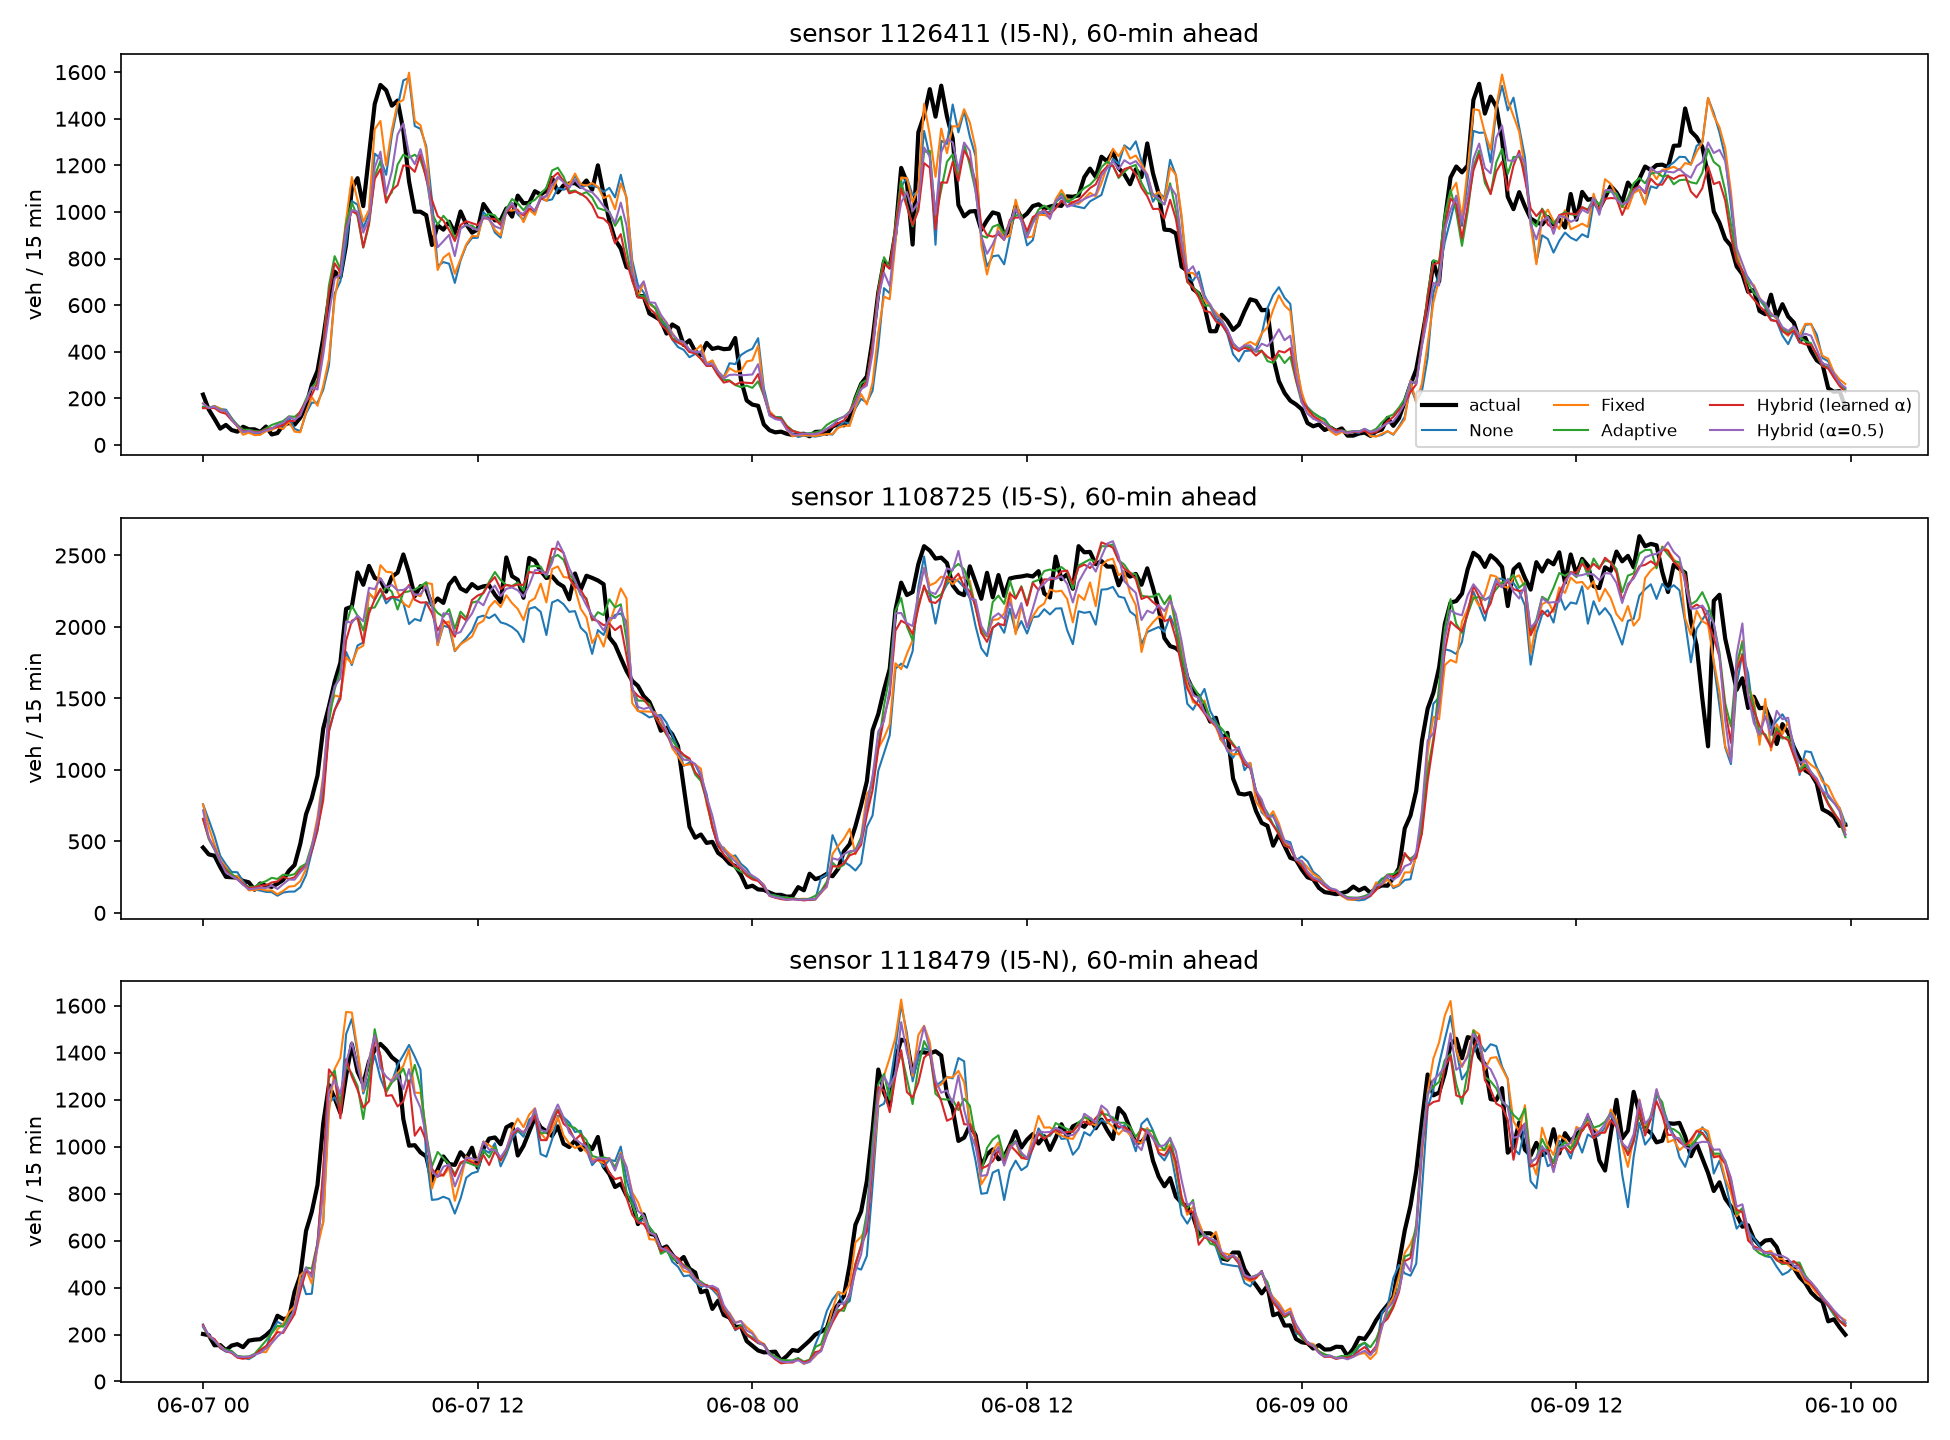 sensor 1126411 (I5-N), 60-min ahead
veh / 15 min
1600
1400
1200
1000
800
600
400
200
0
actual
None
Fixed
Adaptive
Hybrid (learned α)
Hybrid (α=0.5)
sensor 1108725 (I5-S), 60-min ahead
veh / 15 min
2500
2000
1500
1000
500
0
sensor 1118479 (I5-N), 60-min ahead
veh / 15 min
1600
1400
1200
1000
800
600
400
200
0
06-07 00
06-07 12
06-08 00
06-08 12
06-09 00
06-09 12
06-10 00